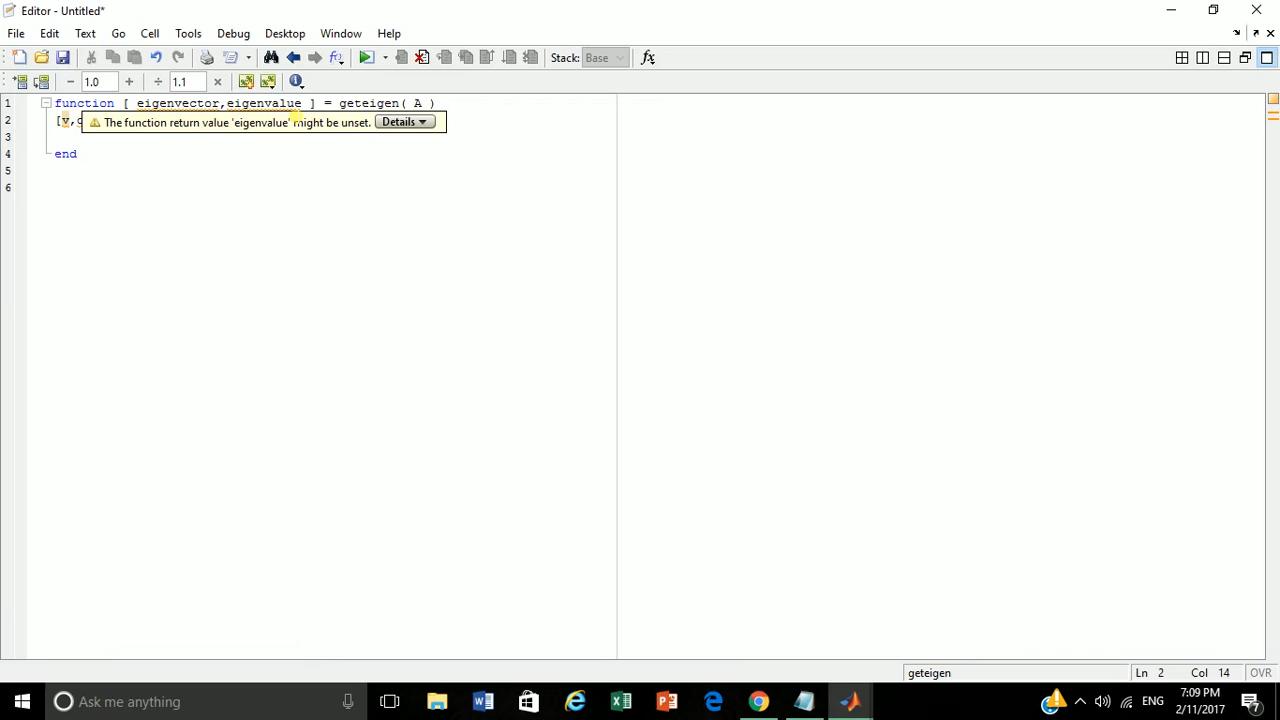 Editor - Untitled*
File Edit Text Go Cell Tools Debug Desktop Window Help
Stack: Base fx
− 1.0 + ÷ 1.1 ×
1 function [ eigenvector,eigenvalue ] = geteigen( A )
2 [v, The function return value 'eigenvalue' might be unset. Details
3
4 end
5
6
geteigen Ln 2 Col 14 OVR
Ask me anything ENG 7:09 PM
2/11/2017